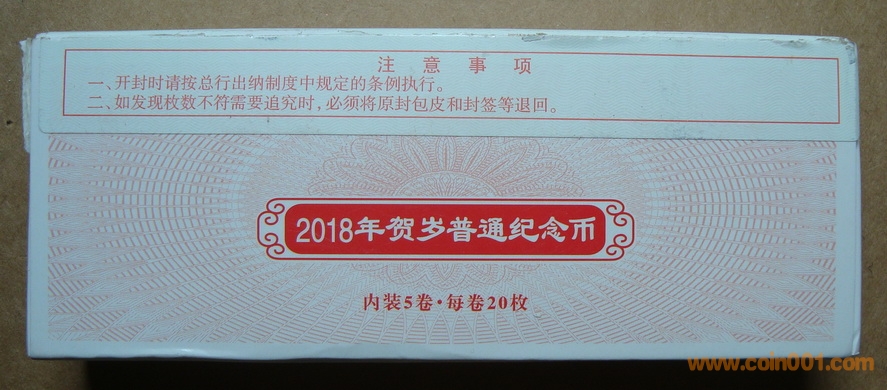 注意事项
一、开封时请按总行出纳制度中规定的条例执行。
二、如发现枚数不符需要追究时,必须将原封包皮和封签等退回。
2018年贺岁普通纪念币
内装5卷·每卷20枚
www.coin001.com